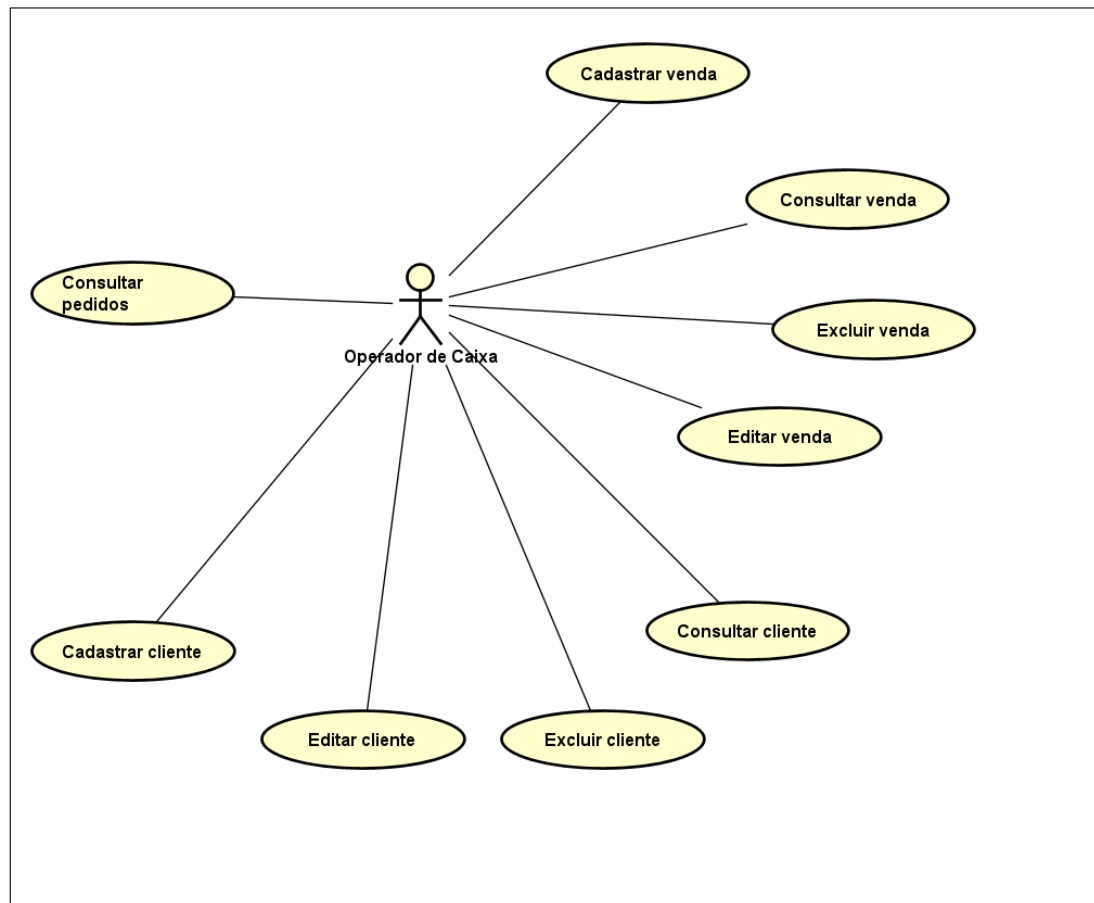 Cadastrar venda
Consultar venda
Consultar
pedidos
Excluir venda
Operador de Caixa
Editar venda
Consultar cliente
Cadastrar cliente
Editar cliente
Excluir cliente